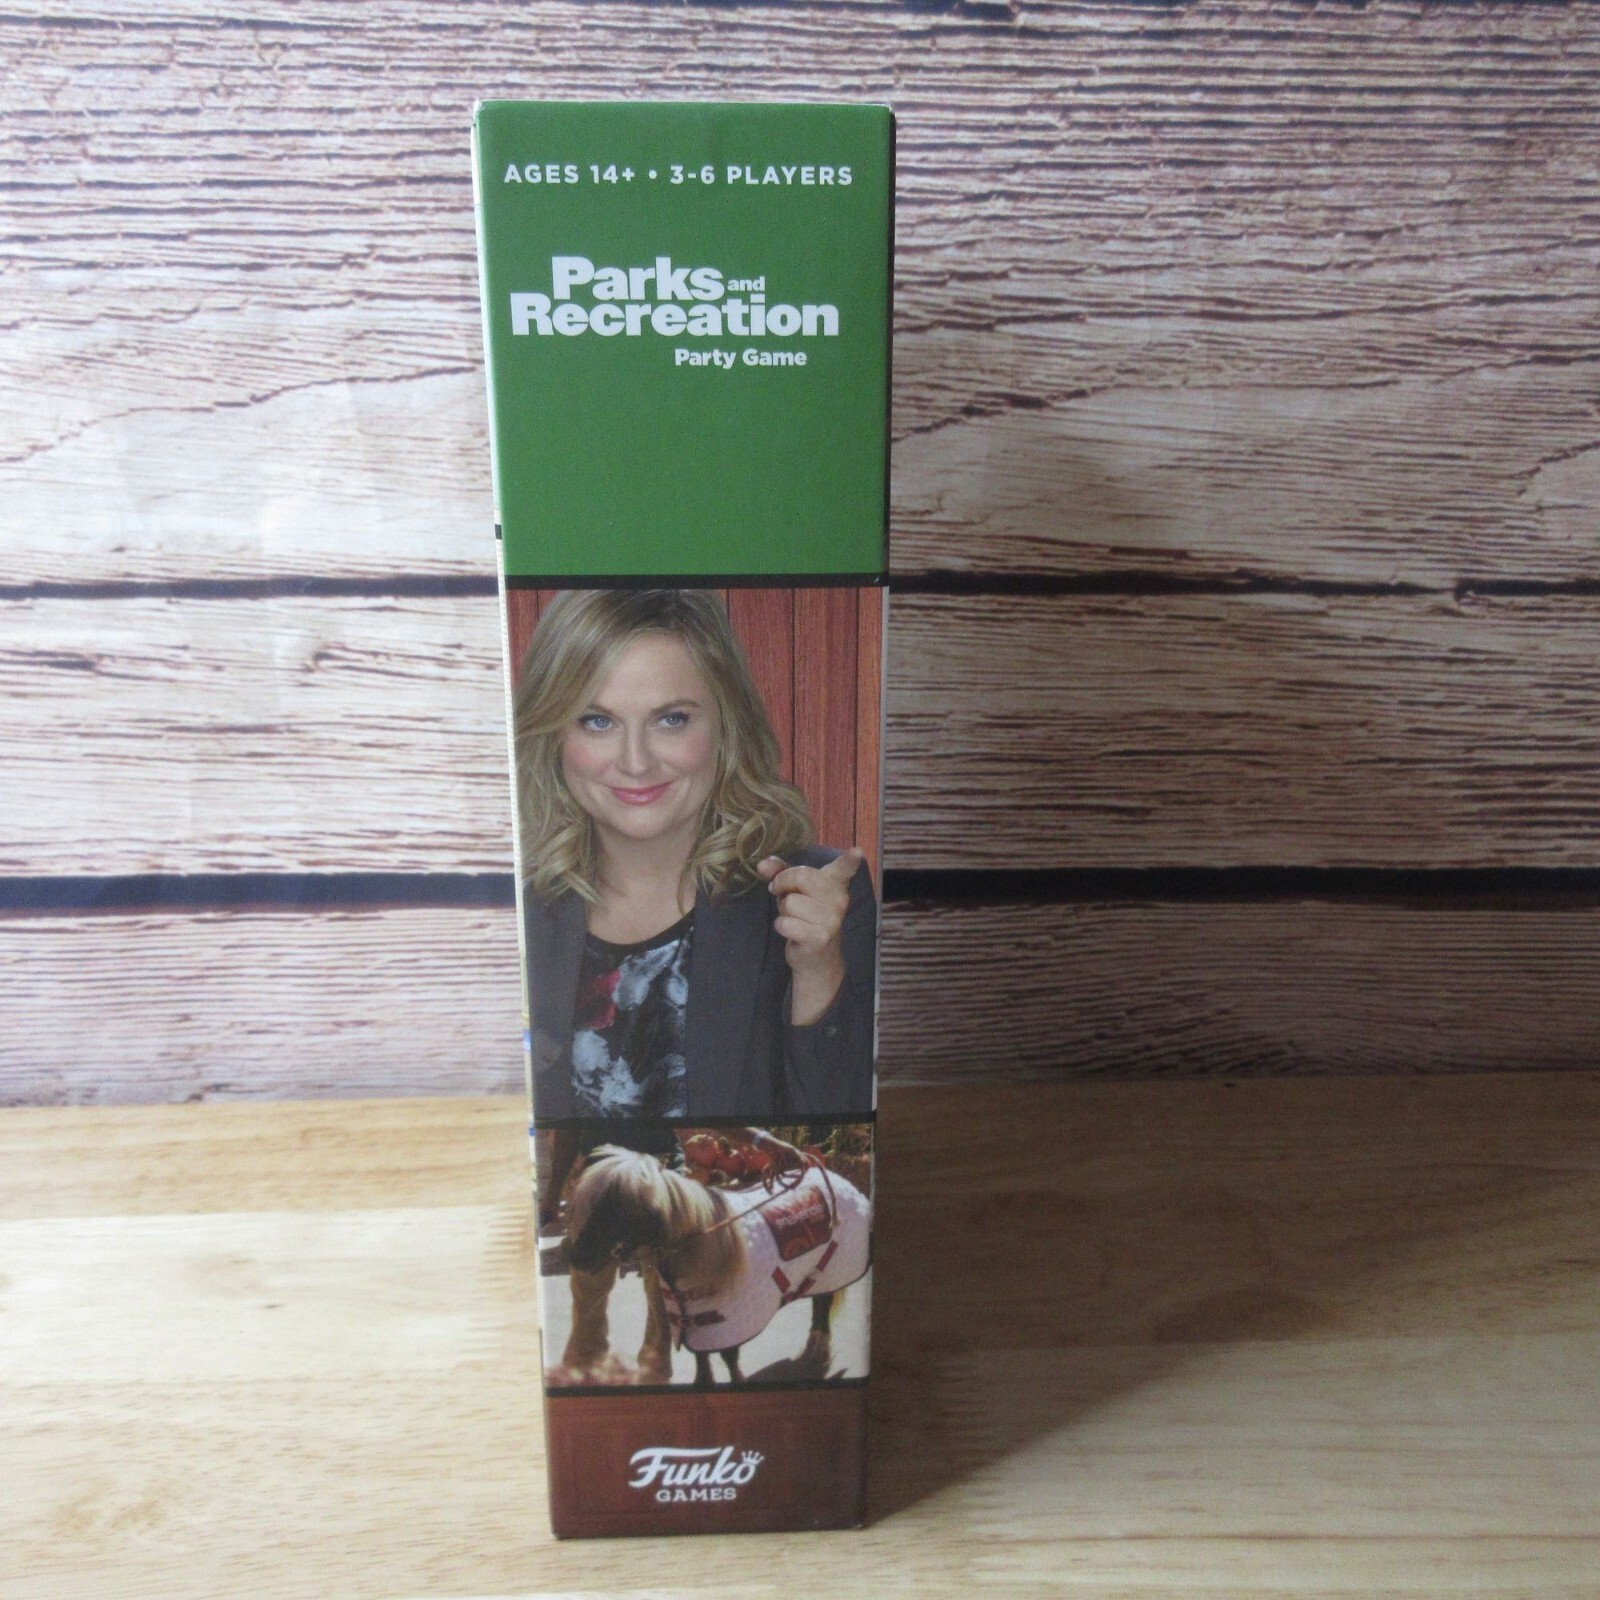 AGES 14+ • 3-6 PLAYERS
Parks and
Recreation
Party Game
Funko
GAMES